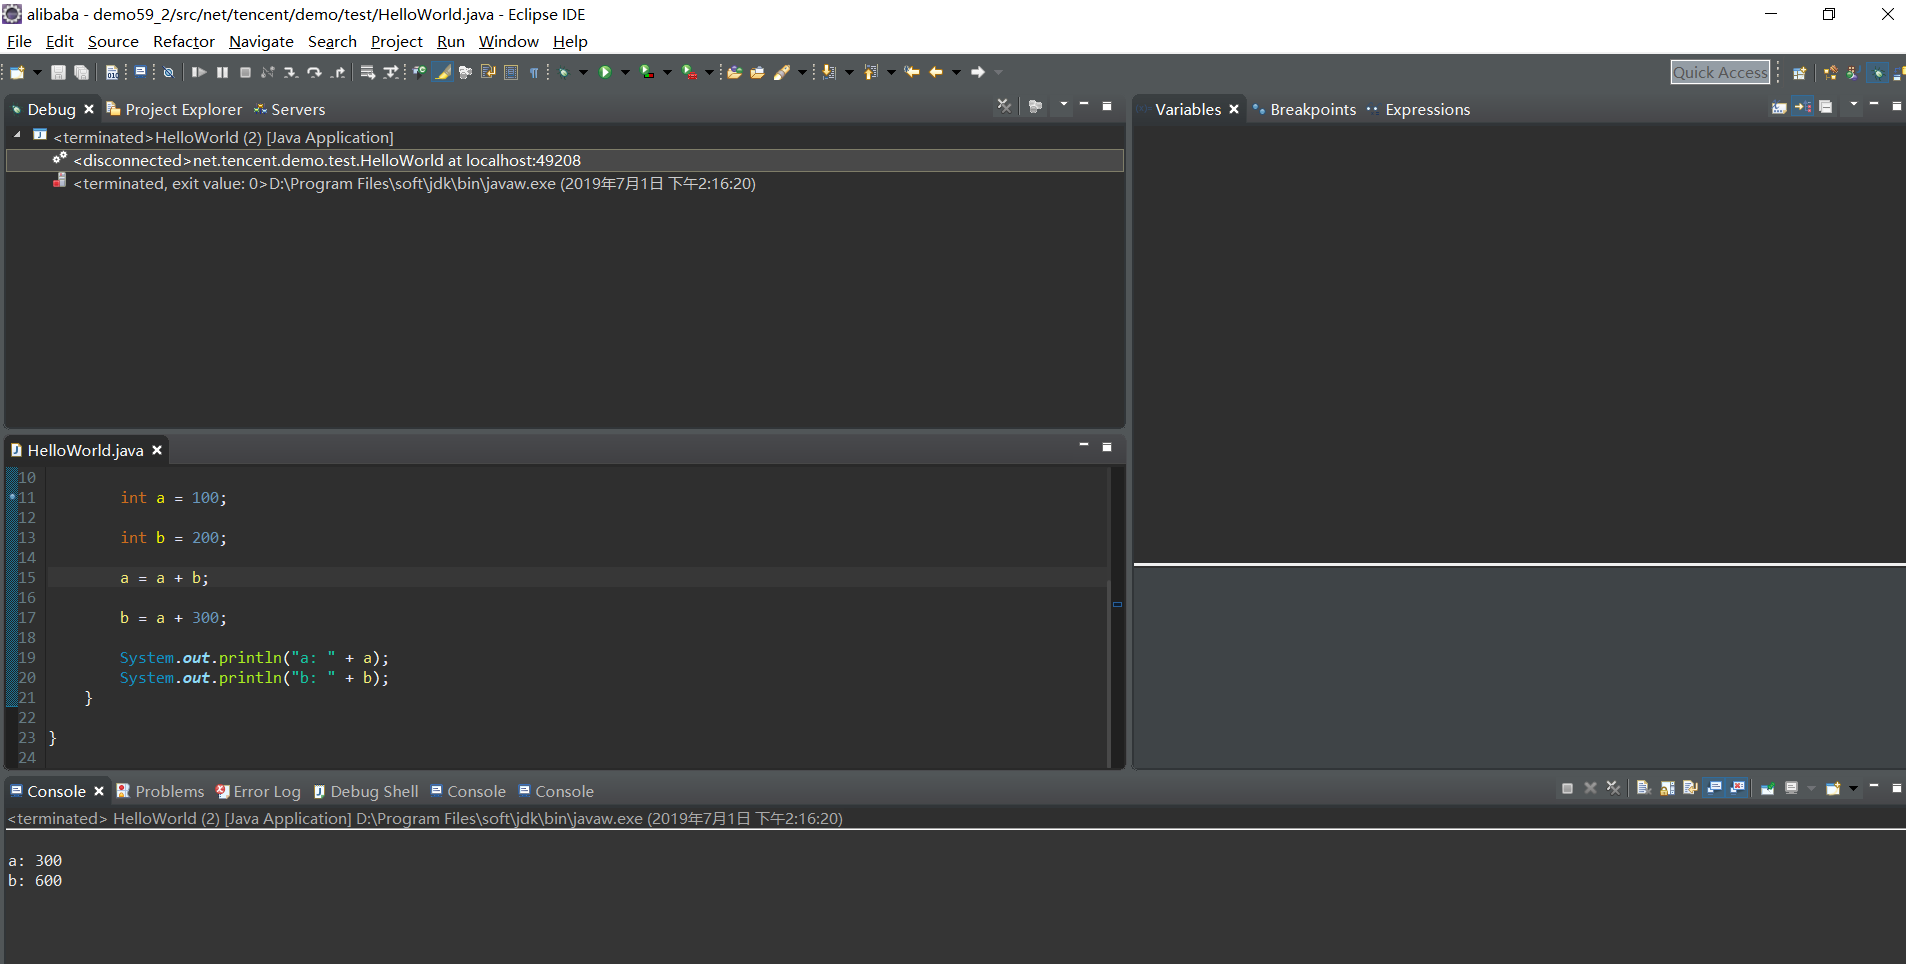 alibaba - demo59_2/src/net/tencent/demo/test/HelloWorld.java - Eclipse IDE
File Edit Source Refactor Navigate Search Project Run Window Help
Quick Access
Debug Project Explorer Servers
<terminated>HelloWorld (2) [Java Application]
<disconnected>net.tencent.demo.test.HelloWorld at localhost:49208
<terminated, exit value: 0>D:\Program Files\soft\jdk\bin\javaw.exe (2019年7月1日 下午2:16:20)
Variables Breakpoints Expressions
HelloWorld.java
10
11 int a = 100;
12
13 int b = 200;
14
15 a = a + b;
16
17 b = a + 300;
18
19 System.out.println("a: " + a);
20 System.out.println("b: " + b);
21 }
22
23 }
24
Console Problems Error Log Debug Shell Console Console
<terminated> HelloWorld (2) [Java Application] D:\Program Files\soft\jdk\bin\javaw.exe (2019年7月1日 下午2:16:20)
a: 300
b: 600